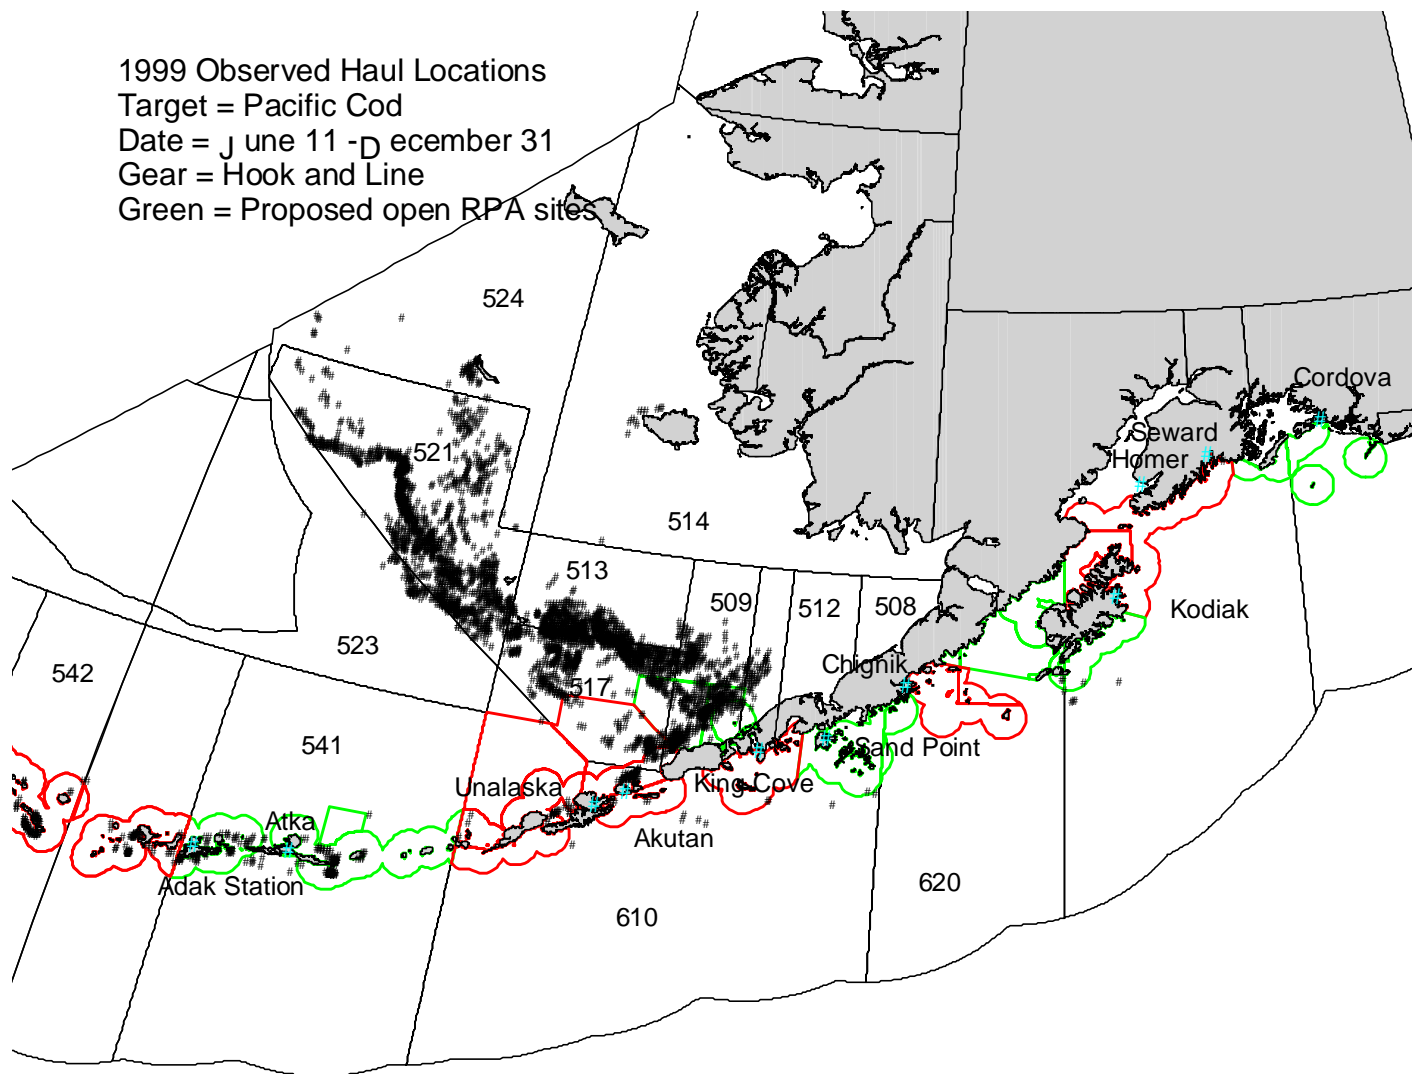 1999 Observed Haul Locations
Target = Pacific Cod
Date = J une 11 -D ecember 31
Gear = Hook and Line
Green = Proposed open RPA sites
524
Cordova
Seward
521
Homer
514
513
509
512
508
Kodiak
523
Chignik
542
517
541
Sand Point
Unalaska
King Cove
Atka
Akutan
Adak Station
620
610